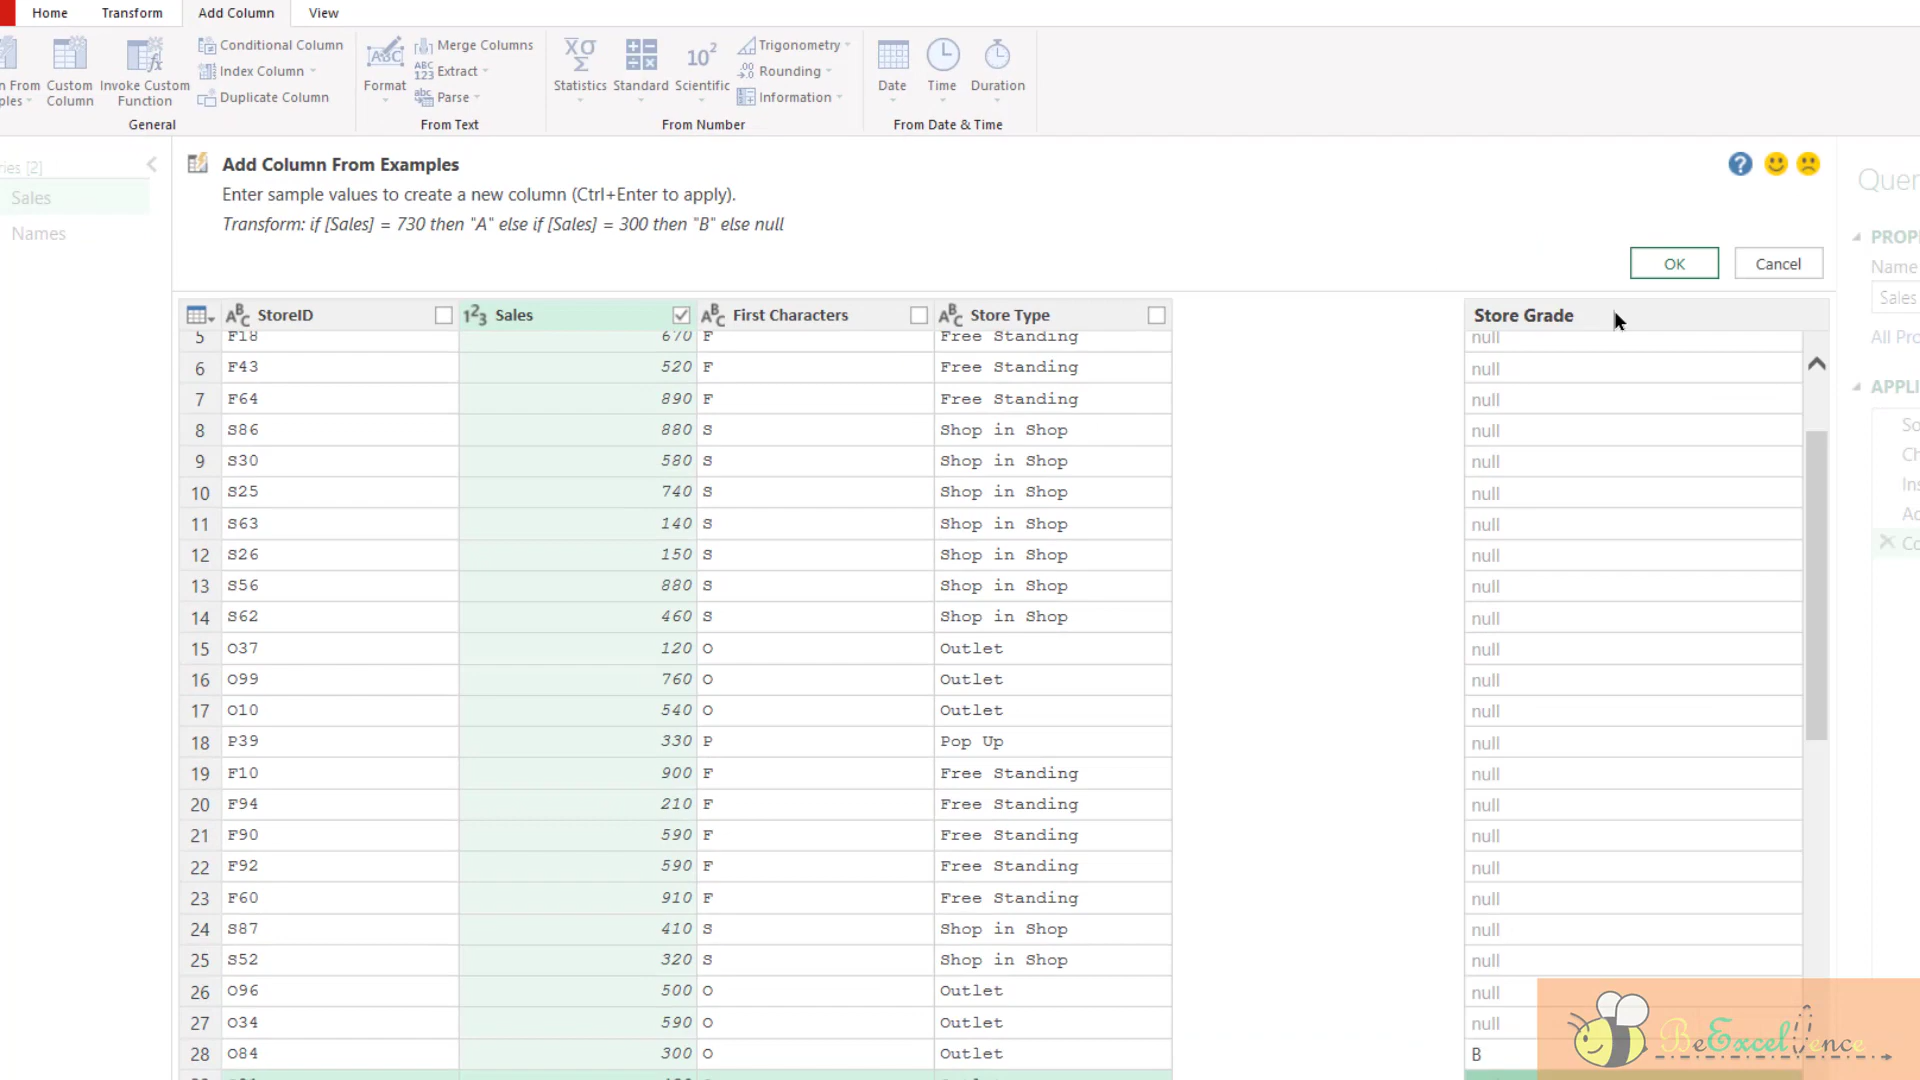 Home Transform Add Column View
Conditional Column
Index Column
Duplicate Column
Custom
Column
Invoke Custom
Function
General
Format
Merge Columns
Extract
Parse
From Text
Statistics
Standard
Scientific
Trigonometry
Rounding
Information
From Number
Date
Time
Duration
From Date & Time
[2]
Sales
Names
Add Column From Examples
Enter sample values to create a new column (Ctrl+Enter to apply).
Transform: if [Sales] = 730 then "A" else if [Sales] = 300 then "B" else null
OK Cancel
StoreID Sales First Characters Store Type Store Grade
5 F18 670 F Free Standing null
6 F43 520 F Free Standing null
7 F64 890 F Free Standing null
8 S86 880 S Shop in Shop null
9 S30 580 S Shop in Shop null
10 S25 740 S Shop in Shop null
11 S63 140 S Shop in Shop null
12 S26 150 S Shop in Shop null
13 S56 880 S Shop in Shop null
14 S62 460 S Shop in Shop null
15 O37 120 O Outlet null
16 O99 760 O Outlet null
17 O10 540 O Outlet null
18 P39 330 P Pop Up null
19 F10 900 F Free Standing null
20 F94 210 F Free Standing null
21 F90 590 F Free Standing null
22 F92 590 F Free Standing null
23 F60 910 F Free Standing null
24 S87 410 S Shop in Shop null
25 S52 320 S Shop in Shop null
26 O96 500 O Outlet null
27 O34 590 O Outlet null
28 O84 300 O Outlet B
Quer
PROP
Name
Sales
All Pro
APPLI
BeExcellence